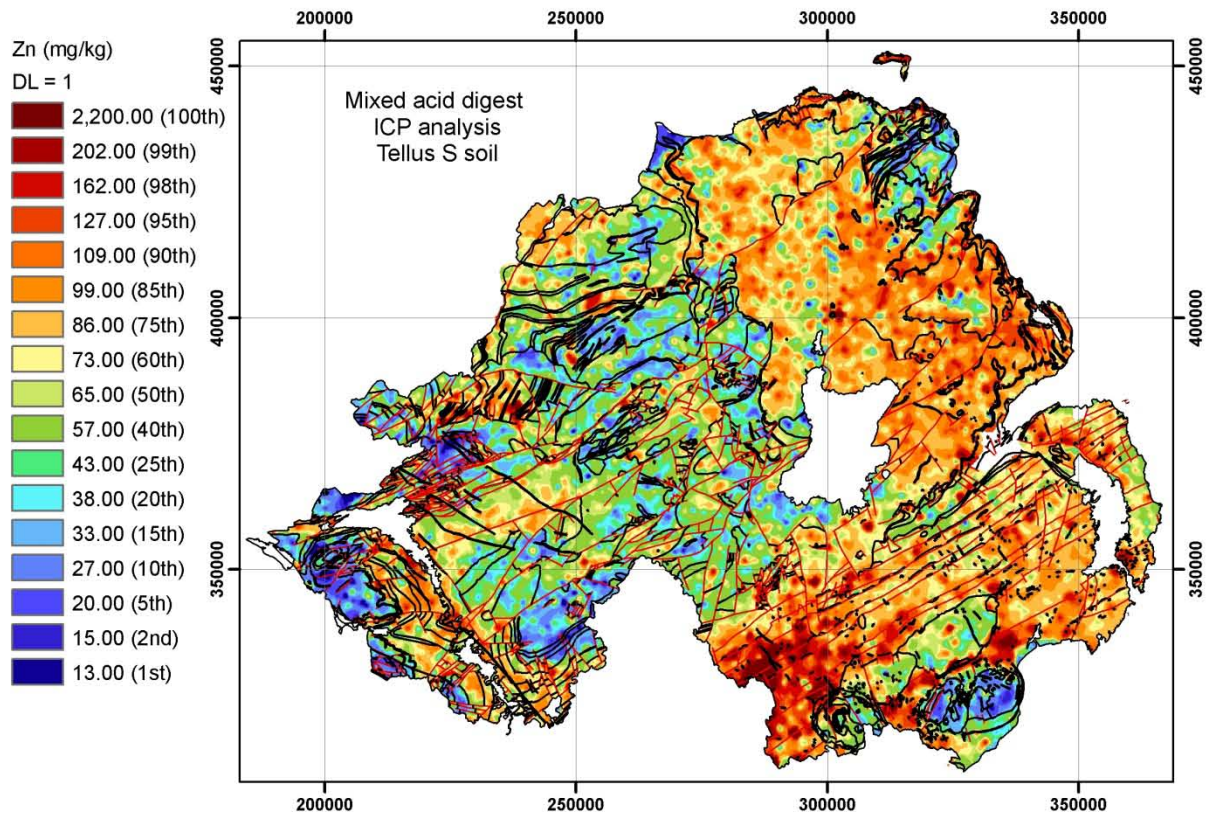 200000 250000 300000 350000
Zn (mg/kg)
DL = 1
2,200.00 (100th)
202.00 (99th)
162.00 (98th)
127.00 (95th)
109.00 (90th)
99.00 (85th)
86.00 (75th)
73.00 (60th)
65.00 (50th)
57.00 (40th)
43.00 (25th)
38.00 (20th)
33.00 (15th)
27.00 (10th)
20.00 (5th)
15.00 (2nd)
13.00 (1st)
450000
400000
350000
Mixed acid digest
ICP analysis
Tellus S soil
450000
400000
350000
200000 250000 300000 350000